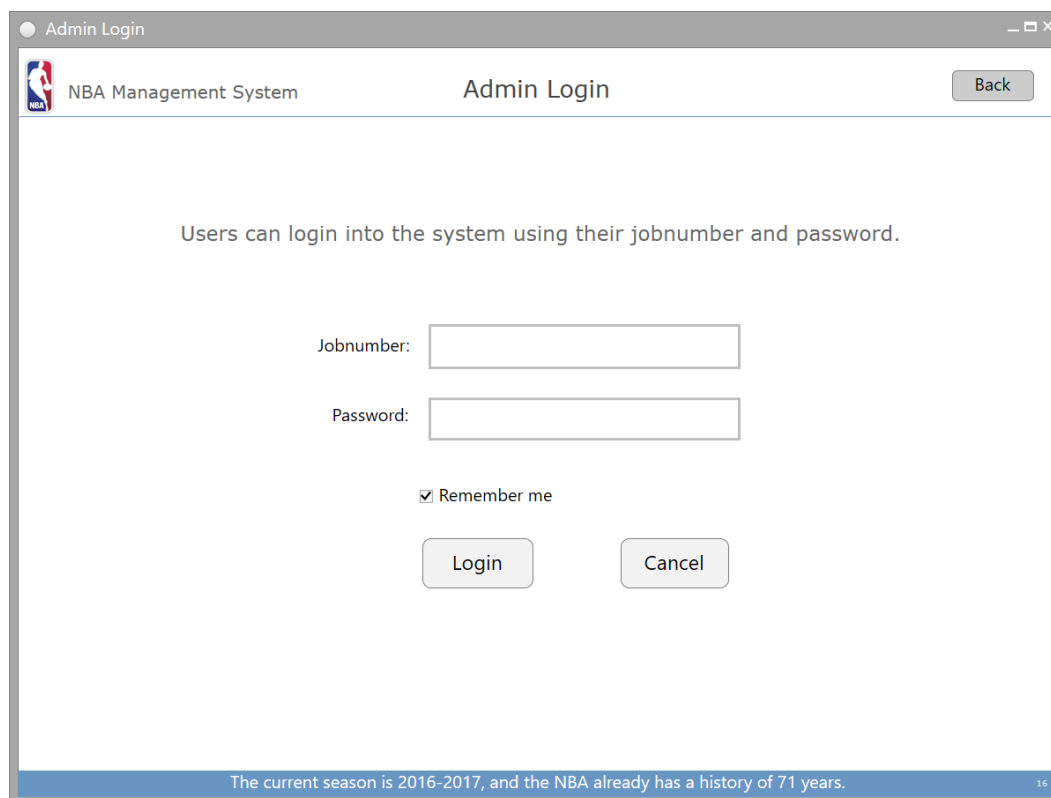 Admin Login
NBA
NBA Management System
Admin Login
Back
Users can login into the system using their jobnumber and password.
Jobnumber:
Password:
Remember me
Login
Cancel
The current season is 2016-2017, and the NBA already has a history of 71 years.
16